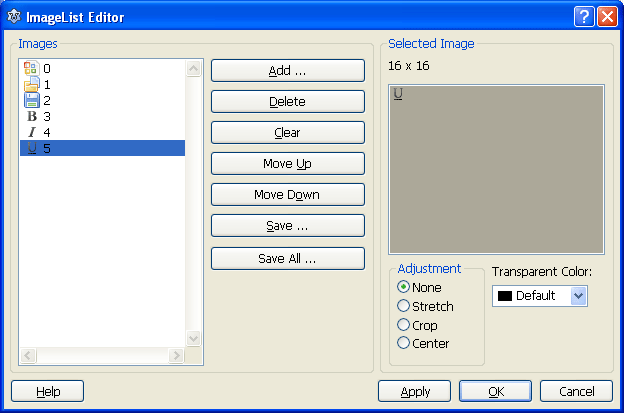 ImageList Editor
Images
0
1
2
B 3
I 4
U 5
Add ...
Delete
Clear
Move Up
Move Down
Save ...
Save All ...
Selected Image
16 x 16
U
Adjustment
None
Stretch
Crop
Center
Transparent Color:
Default
Help
Apply
OK
Cancel